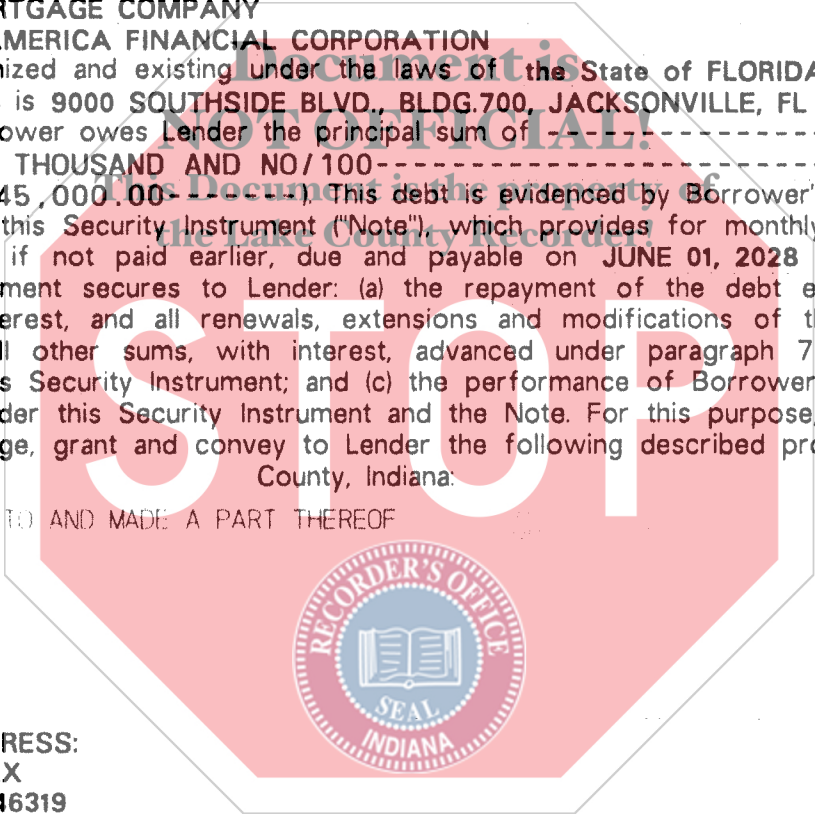 RTGAGE COMPANY
AMERICA FINANCIAL CORPORATION
nized and existing under the laws of the State of FLORIDA
is 9000 SOUTHSIDE BLVD., BLDG.700, JACKSONVILLE, FL
ower owes Lender the principal sum of ------------------
THOUSAND AND NO/100-----------------------------
45,000.00--------). This debt is evidenced by Borrower'
this Security Instrument ("Note"), which provides for monthly
if not paid earlier, due and payable on JUNE 01, 2028
ment secures to Lender: (a) the repayment of the debt e
erest, and all renewals, extensions and modifications of t
l other sums, with interest, advanced under paragraph 7
s Security Instrument; and (c) the performance of Borrower
der this Security Instrument and the Note. For this purpose,
ge, grant and convey to Lender the following described pro
County, Indiana:
TO AND MADE A PART THEREOF
RESS:
X
46319
Document is
NOT OFFICIAL!
This Document is the property of
the Lake County Recorder!
STOP
RECORDER'S OFFICE
SEAL
INDIANA